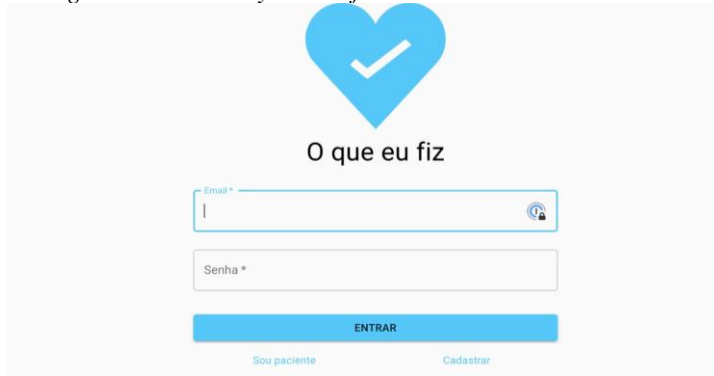 O que eu fiz
Email *
Senha *
ENTRAR
Sou paciente Cadastrar